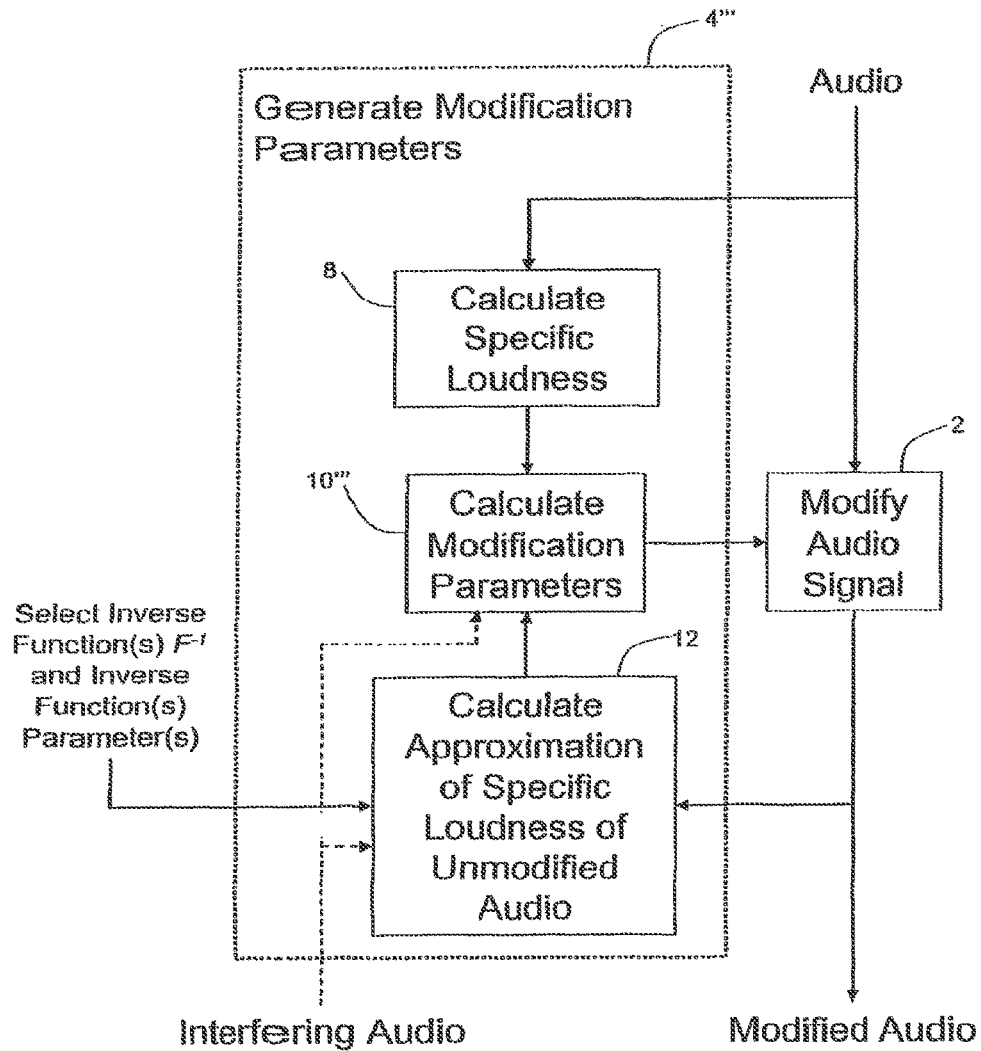 4'''
Audio
Generate Modification
Parameters
8
Calculate
Specific
Loudness
2
10'''
Calculate
Modification
Parameters
Modify
Audio
Signal
Select Inverse
Function(s) F⁻¹
and Inverse
Function(s)
Parameter(s)
12
Calculate
Approximation
of Specific
Loudness of
Unmodified
Audio
Interfering Audio
Modified Audio